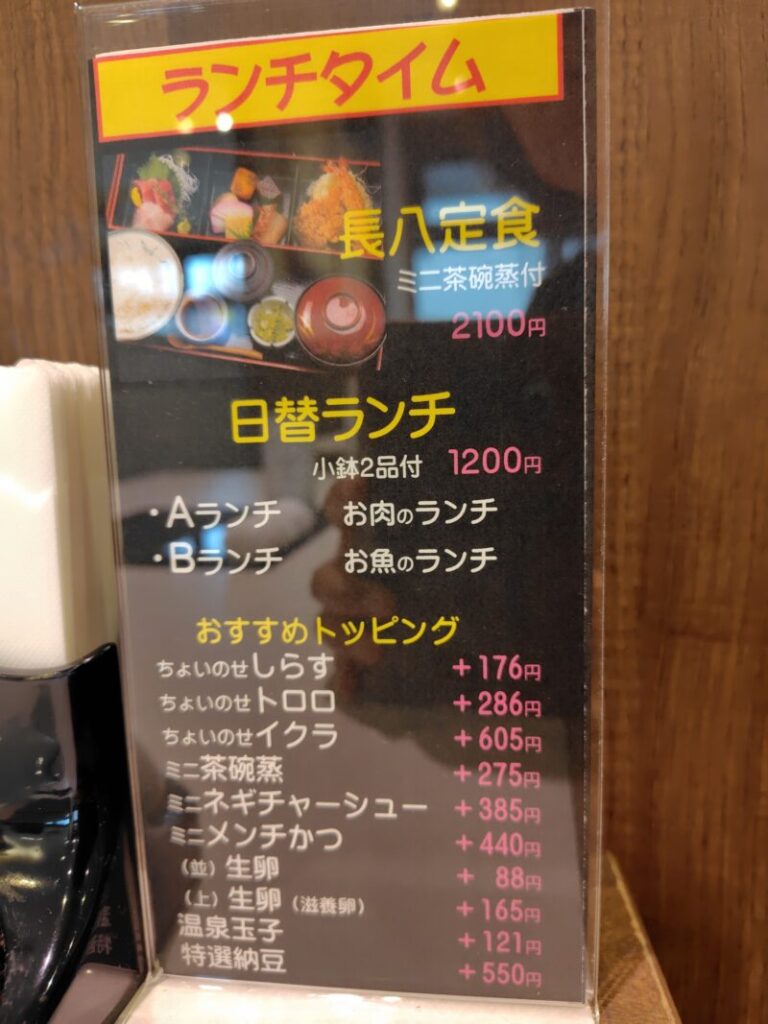 ランチタイム
長八定食
ミニ茶碗蒸付
2100円
日替ランチ
小鉢2品付 1200円
・Aランチ お肉のランチ
・Bランチ お魚のランチ
おすすめトッピング
ちょいのせしらす +176円
ちょいのせトロロ +286円
ちょいのせイクラ +605円
ミニ茶碗蒸 +275円
ミニネギチャーシュー +385円
ミニメンチかつ +440円
(並)生卵 + 88円
(上)生卵(滋養卵) +165円
温泉玉子 +121円
特選納豆 +550円